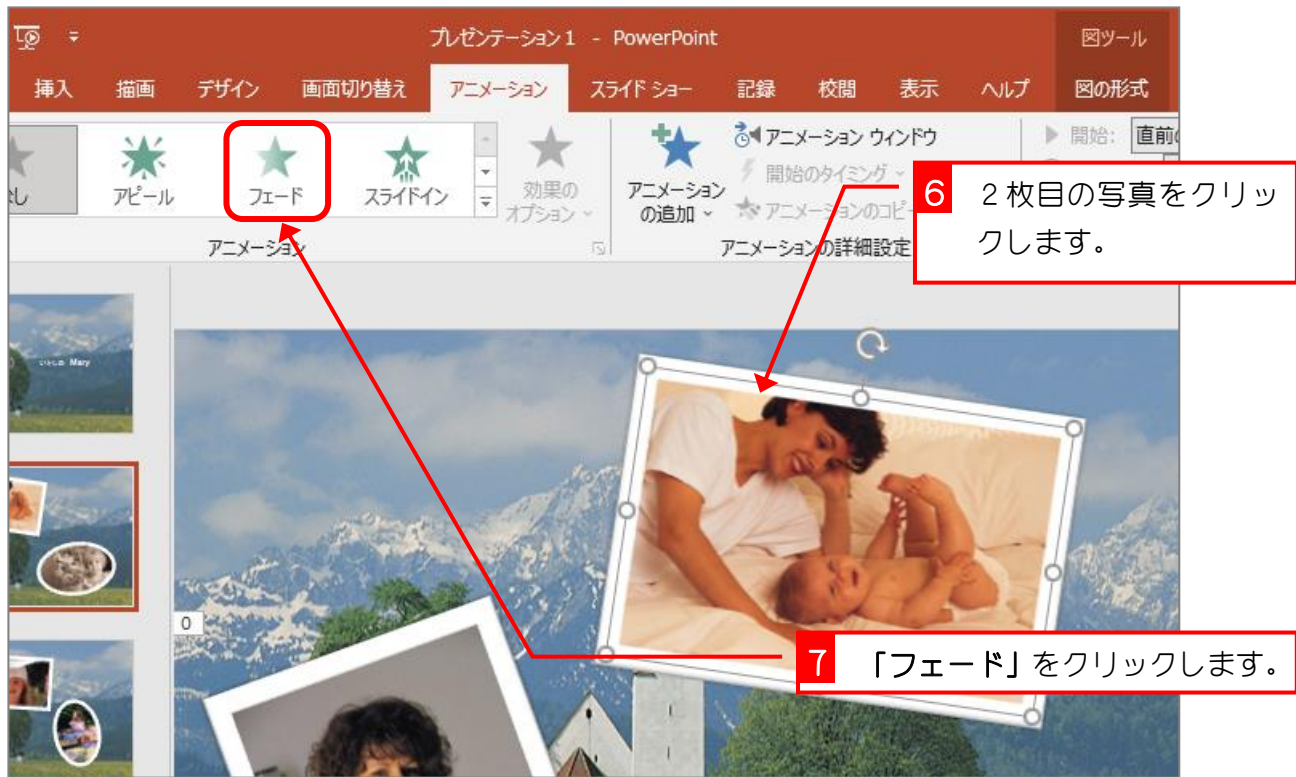 プレゼンテーション1 - PowerPoint
図ツール
挿入 描画 デザイン 画面切り替え アニメーション スライド ショー 記録 校閲 表示 ヘルプ 図の形式
アピール
フェード
スライドイン
効果の
オプション
アニメーション
アニメーション
の追加
アニメーション ウィンドウ
開始のタイミング
アニメーションのコピー
アニメーションの詳細設定
開始:
6 2枚目の写真をクリッ
クします。
Mary
0
7 「フェード」をクリックします。